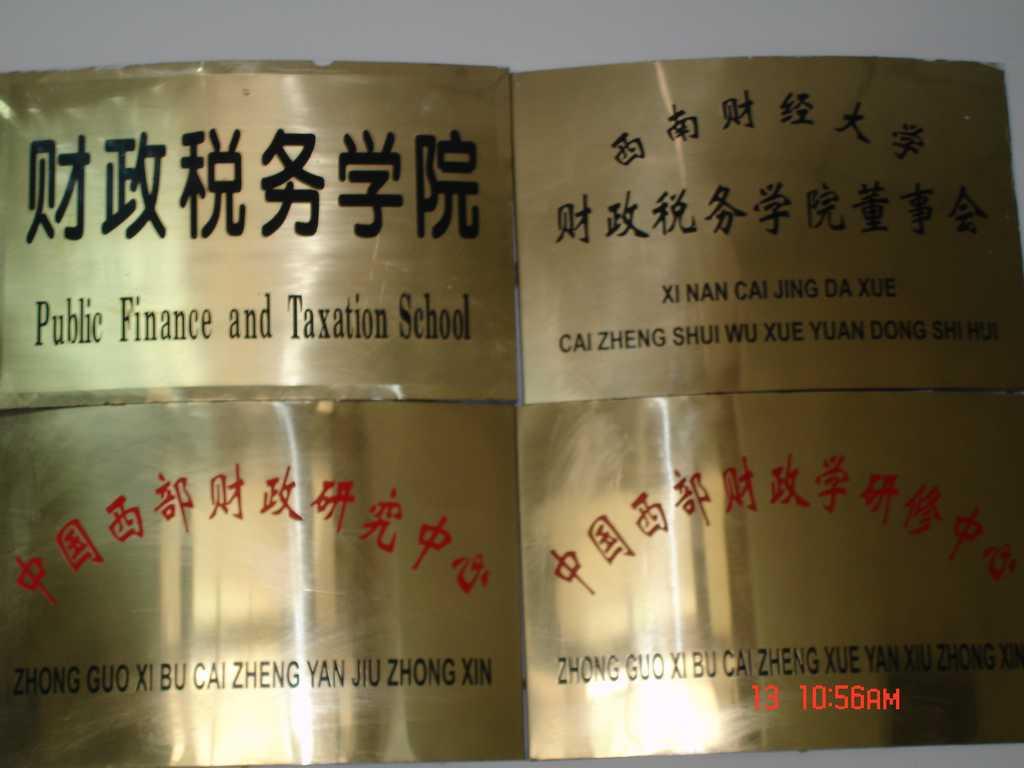 财政税务学院
Public Finance and Taxation School
西南财经大学
财政税务学院董事会
XI NAN CAI JING DA XUE
CAI ZHENG SHUI WU XUE YUAN DONG SHI HUI
中国西部财政研究中心
ZHONG GUO XI BU CAI ZHENG YAN JIU ZHONG XIN
中国西部财政学研修中心
ZHONG GUO XI BU CAI ZHENG XUE YAN XIU ZHONG XIN
13 10:56AM